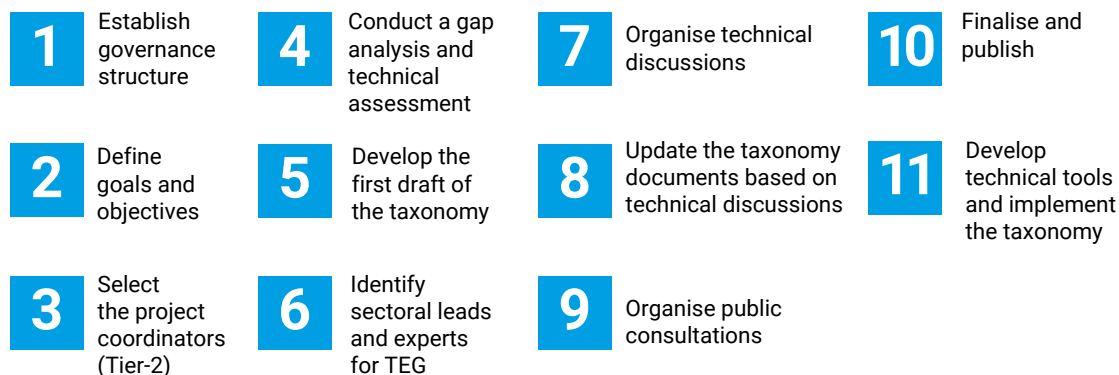 1
Establish
governance
structure
2
Define
goals and
objectives
3
Select
the project
coordinators
(Tier-2)
4
Conduct a gap
analysis and
technical
assessment
5
Develop the
first draft of
the taxonomy
6
Identify
sectoral leads
and experts
for TEG
7
Organise technical
discussions
8
Update the taxonomy
documents based on
technical discussions
9
Organise public
consultations
10
Finalise and
publish
11
Develop
technical tools
and implement
the taxonomy